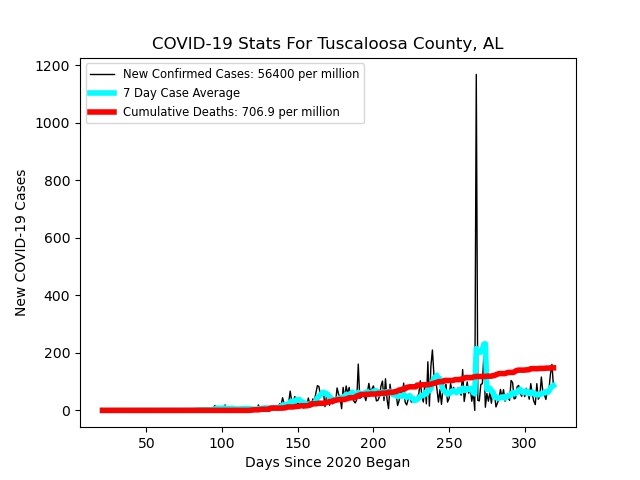 COVID-19 Stats For Tuscaloosa County, AL
New Confirmed Cases: 56400 per million
7 Day Case Average
Cumulative Deaths: 706.9 per million
New COVID-19 Cases
1200
1000
800
600
400
200
0
50
100
150
200
250
300
Days Since 2020 Began